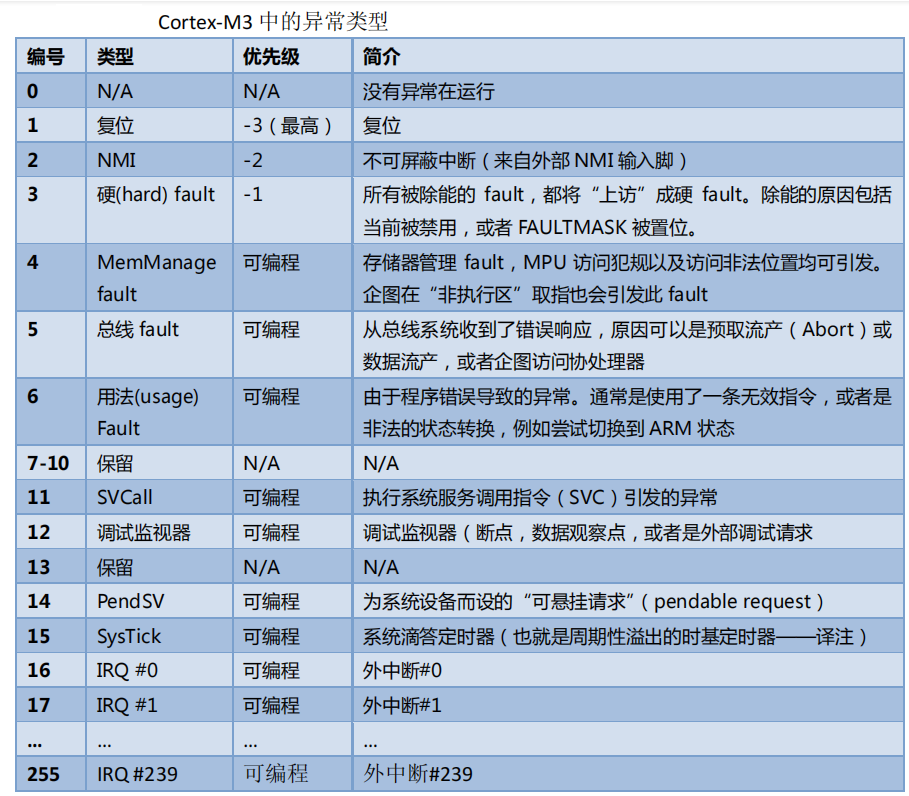 Cortex-M3 中的异常类型
编号 类型 优先级 简介
0 N/A N/A 没有异常在运行
1 复位 -3（最高） 复位
2 NMI -2 不可屏蔽中断（来自外部NMI输入脚）
3 硬(hard) fault -1 所有被除能的 fault，都将“上访”成硬 fault。除能的原因包括
当前被禁用，或者 FAULTMASK 被置位。
4 MemManage 可编程 存储器管理 fault，MPU 访问犯规以及访问非法位置均可引发。
fault 企图在“非执行区”取指也会引发此 fault
5 总线 fault 可编程 从总线系统收到了错误响应，原因可以是预取流产（Abort）或
数据流产，或者企图访问协处理器
6 用法(usage) 可编程 由于程序错误导致的异常。通常是使用了一条无效指令，或者是
Fault 非法的状态转换，例如尝试切换到 ARM 状态
7-10 保留 N/A N/A
11 SVCall 可编程 执行系统服务调用指令（SVC）引发的异常
12 调试监视器 可编程 调试监视器（断点，数据观察点，或者是外部调试请求
13 保留 N/A N/A
14 PendSV 可编程 为系统设备而设的“可悬挂请求”（pendable request）
15 SysTick 可编程 系统滴答定时器（也就是周期性溢出的时基定时器——译注）
16 IRQ #0 可编程 外中断#0
17 IRQ #1 可编程 外中断#1
… … … …
255 IRQ #239 可编程 外中断#239